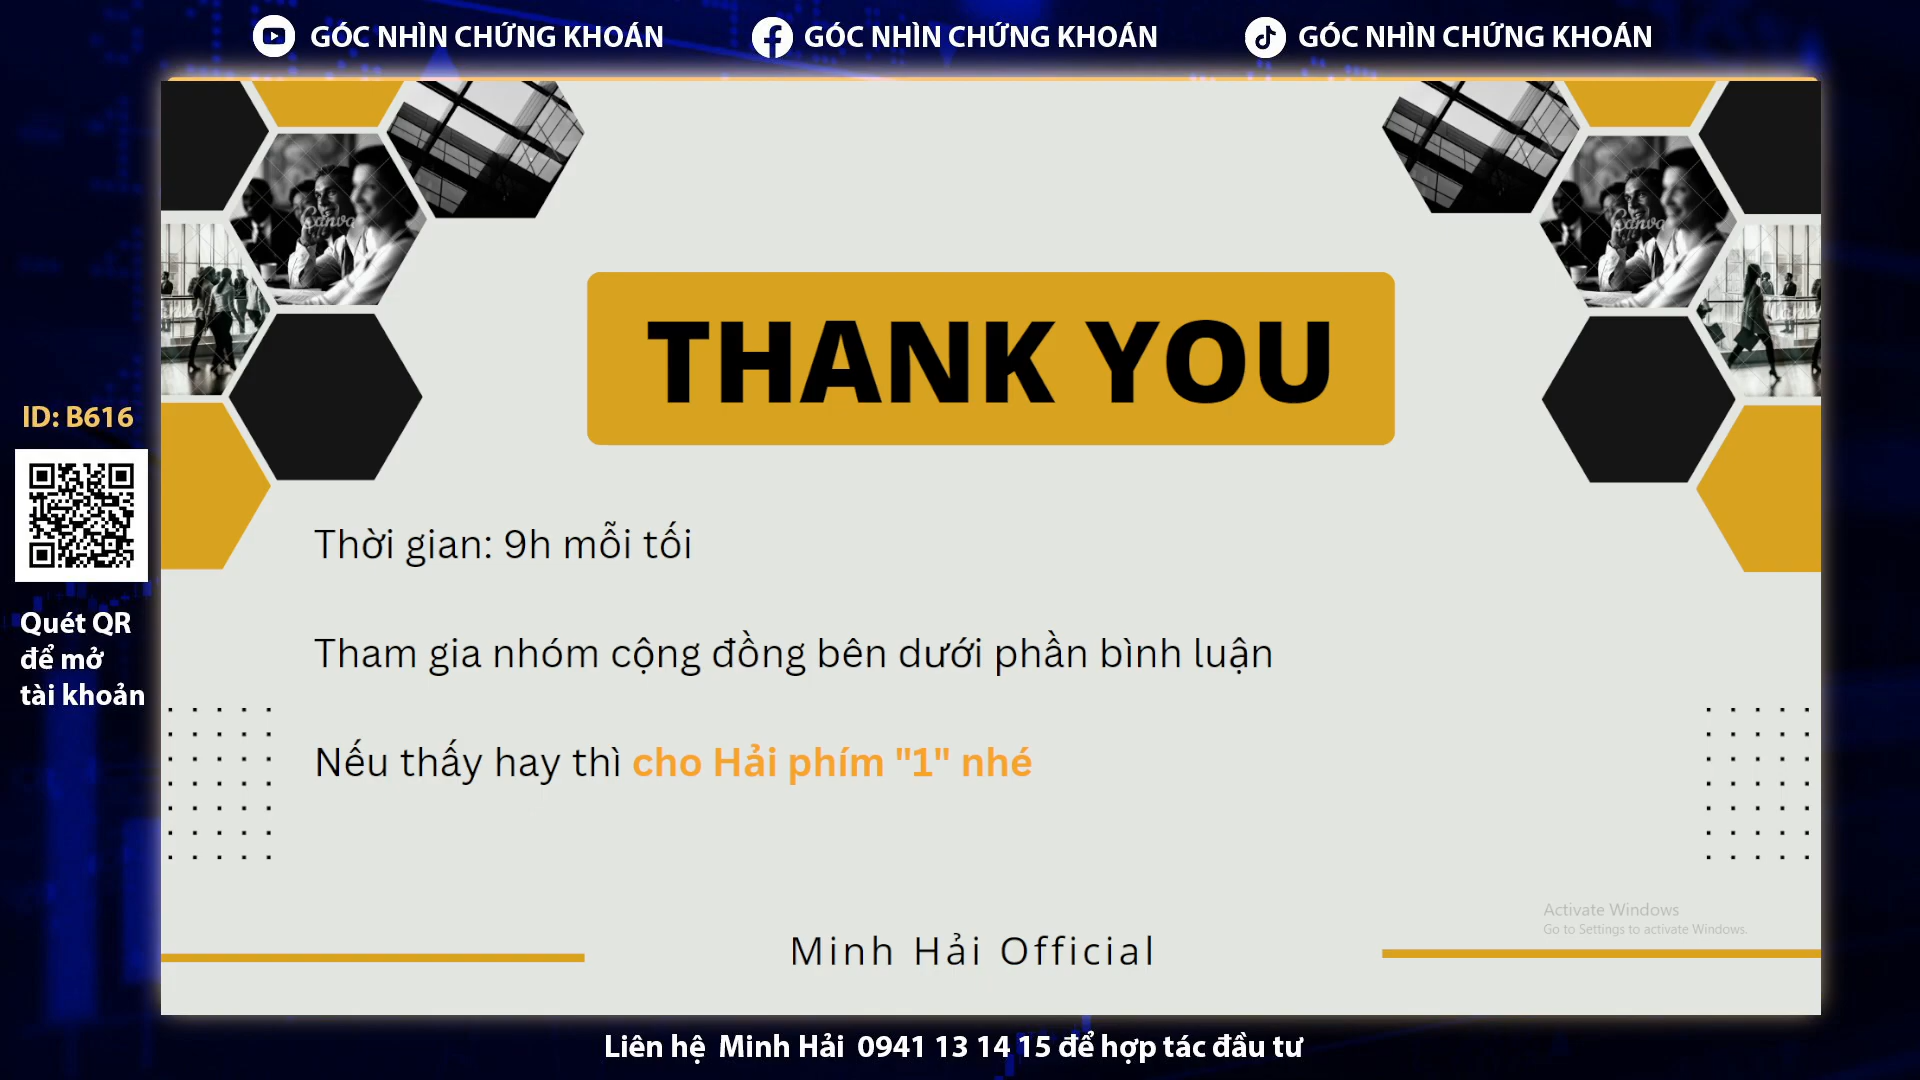 GÓC NHÌN CHỨNG KHOÁN
GÓC NHÌN CHỨNG KHOÁN
GÓC NHÌN CHỨNG KHOÁN
Canva
Canva
THANK YOU
ID: B616
Quét QR
để mở
tài khoản
Thời gian: 9h mỗi tối
Tham gia nhóm cộng đồng bên dưới phần bình luận
Nếu thấy hay thì cho Hải phím "1" nhé
Activate Windows
Go to Settings to activate Windows.
Minh Hải Official
Liên hệ Minh Hải 0941 13 14 15 để hợp tác đầu tư